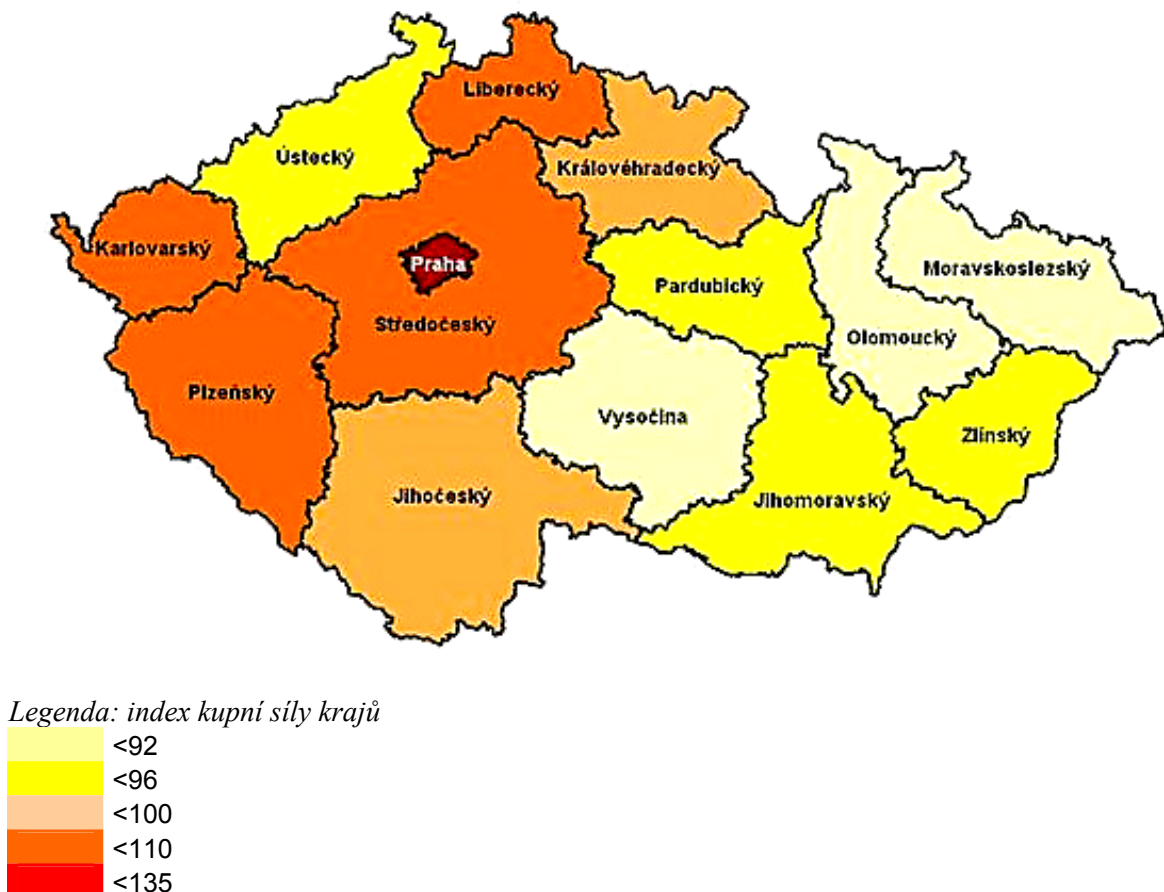 Liberecký
Ústecký
Královéhradecký
Karlovarský
Praha
Moravskoslezský
Pardubický
Středočeský
Olomoucký
Plzeňský
Vysočina
Zlínský
Jihočeský
Jihomoravský
Legenda: index kupní síly krajů
<92
<96
<100
<110
<135